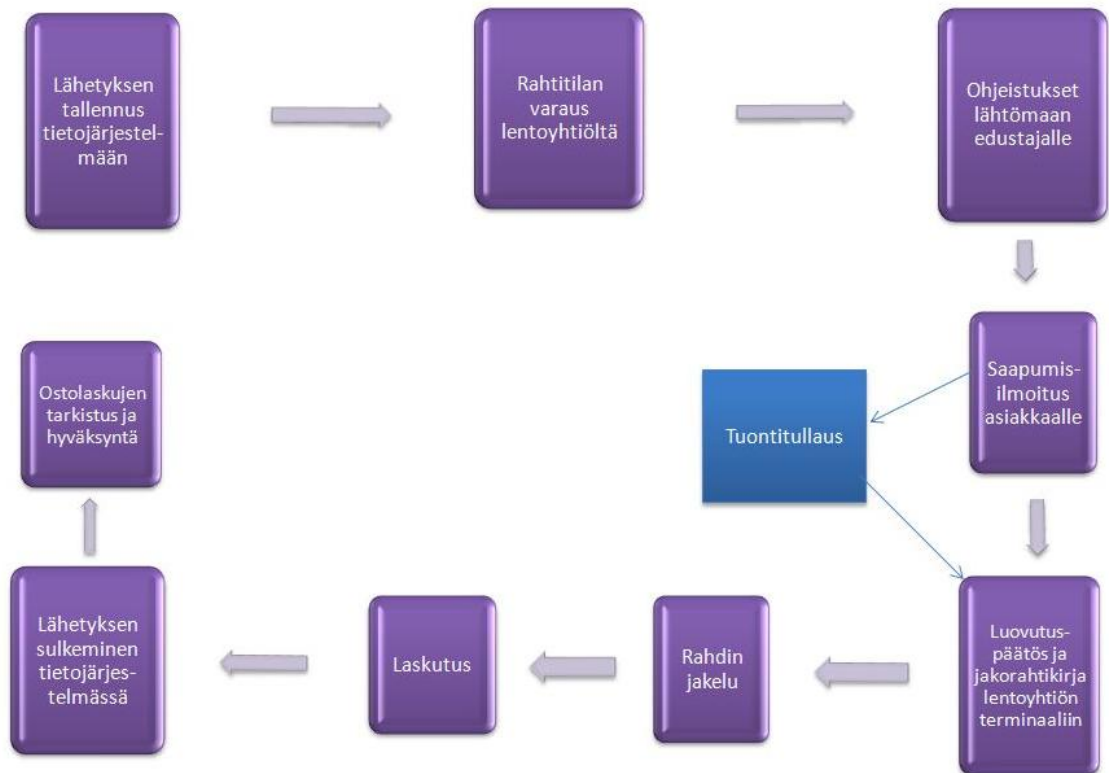 Lähetyksen
tallennus
tietojärjestel-
mään
Rahtitilan
varaus
lentoyhtiöltä
Ohjeistukset
lähtömaan
edustajalle
Saapumis-
ilmoitus
asiakkaalle
Tuontitullaus
Luovutus-
päätös ja
jakorahtikirja
lentoyhtiön
terminaaliin
Rahdin
jakelu
Laskutus
Lähetyksen
sulkeminen
tietojärjes-
telmässä
Ostolaskujen
tarkistus ja
hyväksyntä